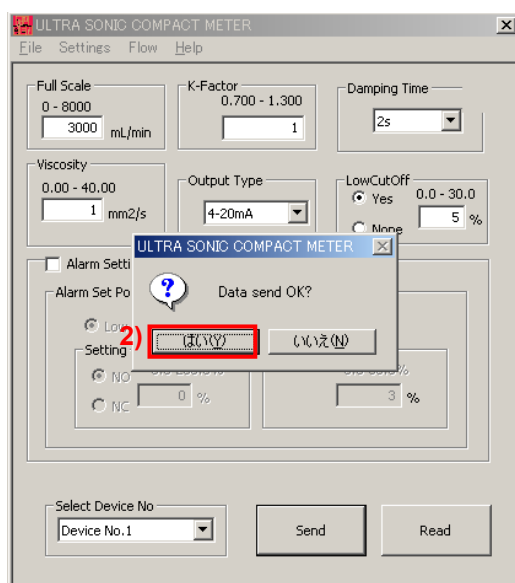 ULTRA SONIC COMPACT METER
File Settings Flow Help
Full Scale
0 - 8000
3000 mL/min
K-Factor
0.700 - 1.300
1
Damping Time
2s
Viscosity
0.00 - 40.00
1 mm2/s
Output Type
4-20mA
LowCutOff
Yes 0.0 - 30.0
None 5 %
Alarm Setti
Alarm Set Po
Low
Setting
NO
NC
0 %
3 %
ULTRA SONIC COMPACT METER
Data send OK?
2)
はい(Y) いいえ(N)
Select Device No
Device No.1
Send Read